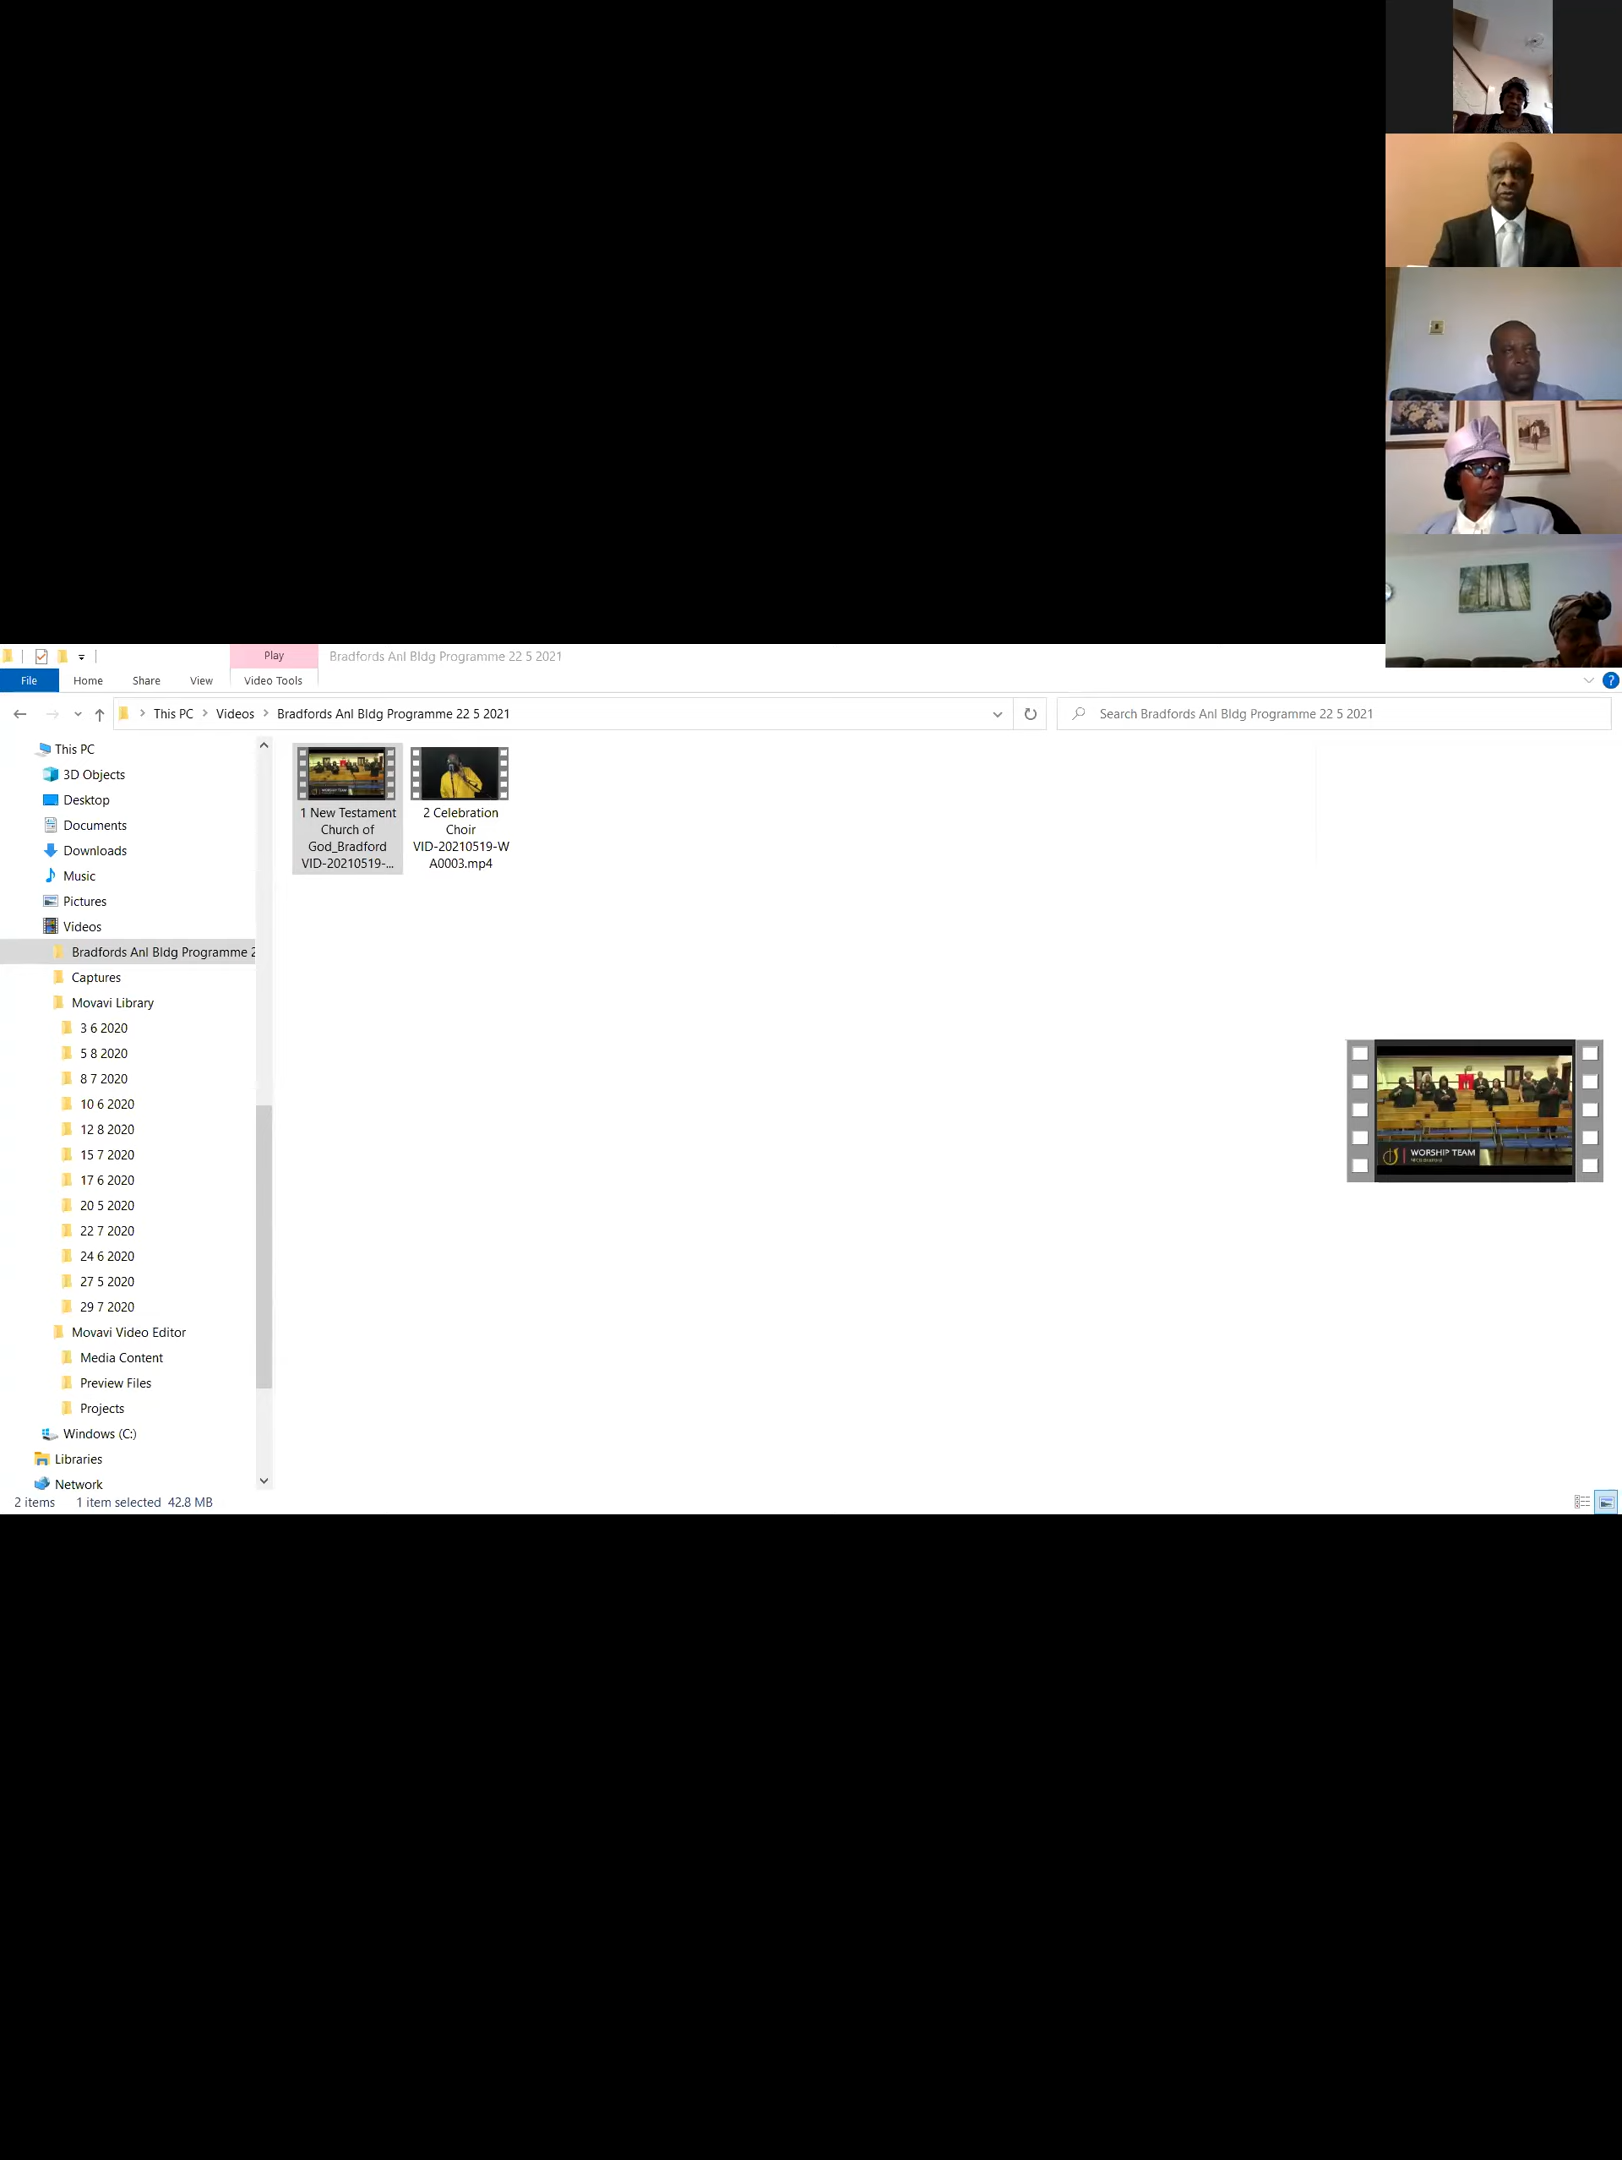 Play
Bradfords Anl Bldg Programme 22 5 2021
File
Home
Share
View
Video Tools
This PC
Videos
Bradfords Anl Bldg Programme 22 5 2021
Search Bradfords Anl Bldg Programme 22 5 2021
This PC
3D Objects
Desktop
Documents
Downloads
Music
Pictures
Videos
Bradfords Anl Bldg Programme 2
Captures
Movavi Library
3 6 2020
5 8 2020
8 7 2020
10 6 2020
12 8 2020
15 7 2020
17 6 2020
20 5 2020
22 7 2020
24 6 2020
27 5 2020
29 7 2020
Movavi Video Editor
Media Content
Preview Files
Projects
Windows (C:)
Libraries
Network
1 New Testament
Church of
God_Bradford
VID-20210519-...
2 Celebration
Choir
VID-20210519-W
A0003.mp4
WORSHIP TEAM
WORSHIP TEAM
2 items
1 item selected 42.8 MB